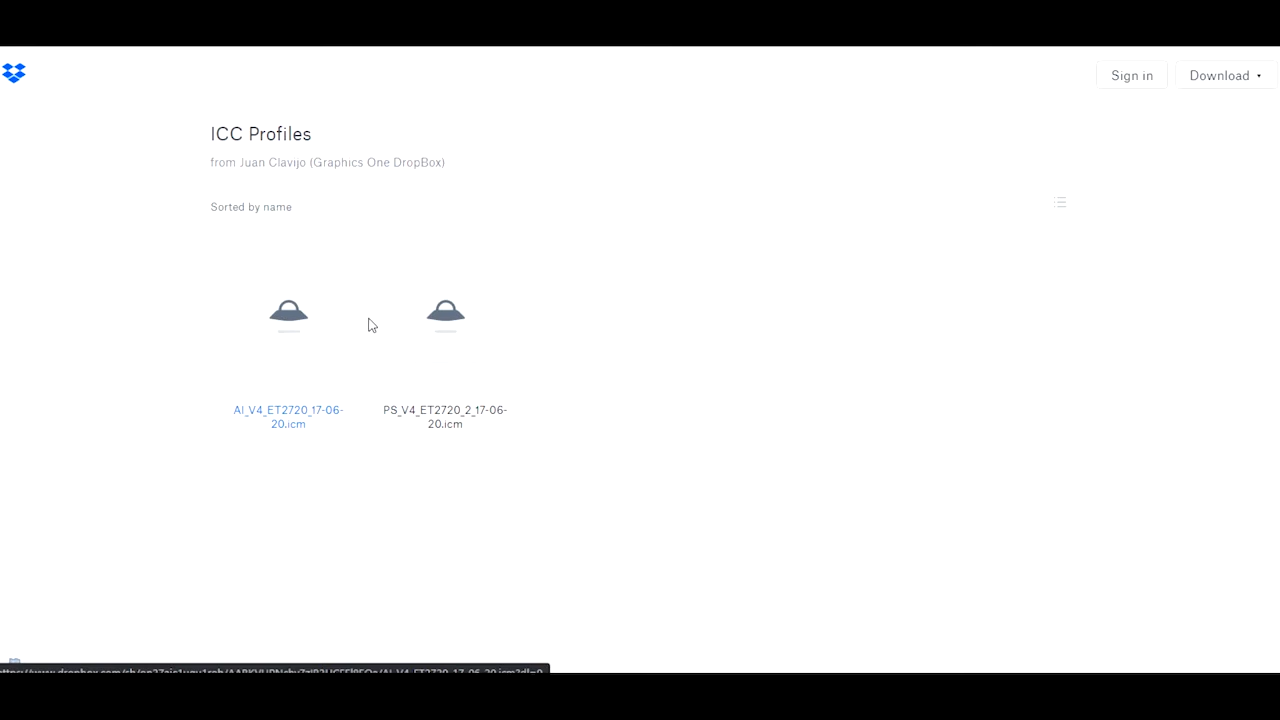 Sign in
Download
ICC Profiles
from Juan Clavijo (Graphics One DropBox)
Sorted by name
AI_V4_ET2720_17-06-
20.icm
PS_V4_ET2720_2_17-06-
20.icm